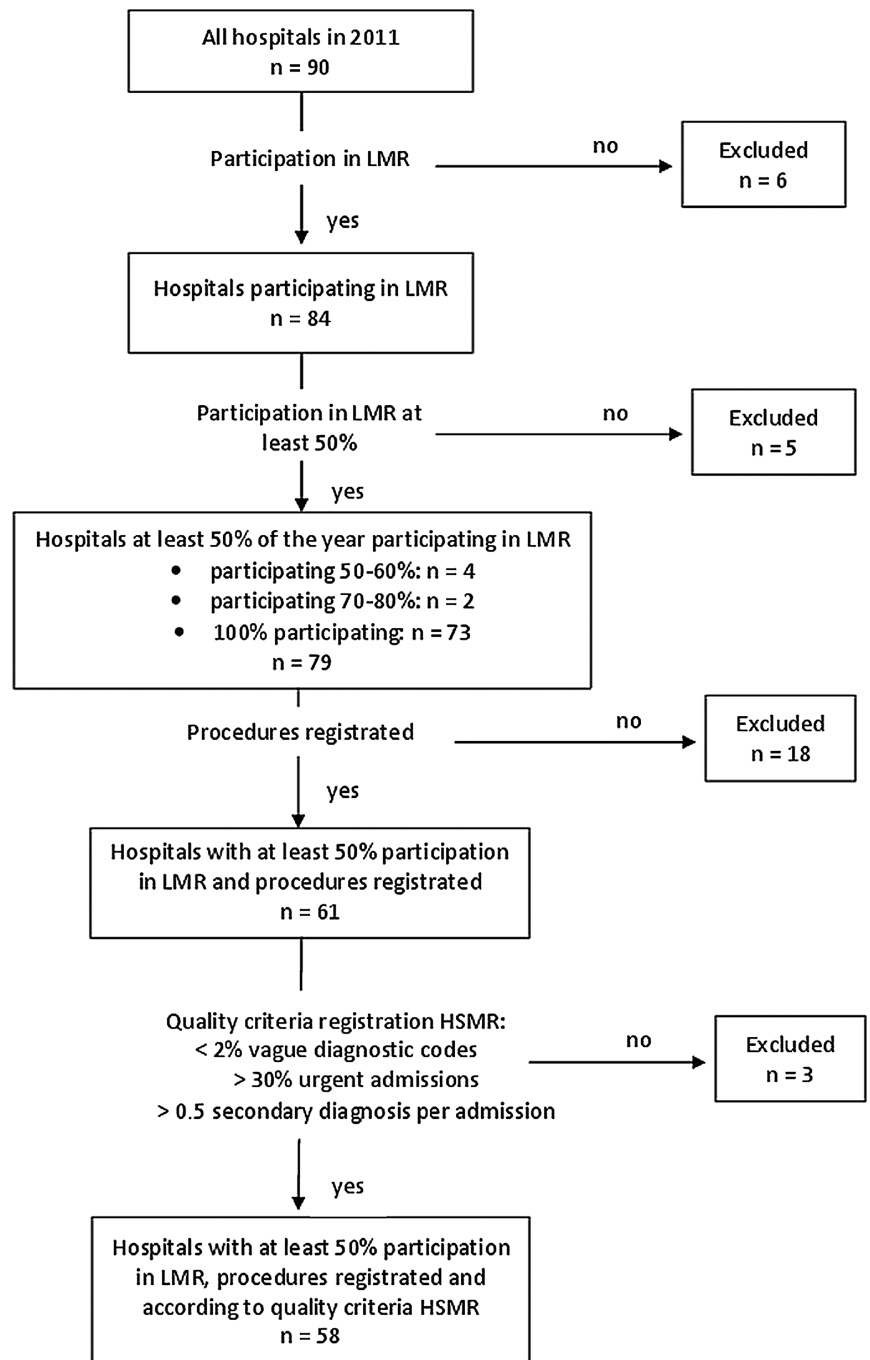 All hospitals in 2011
n = 90
Participation in LMR
no
Excluded
n = 6
yes
Hospitals participating in LMR
n = 84
Participation in LMR at
least 50%
no
Excluded
n = 5
yes
Hospitals at least 50% of the year participating in LMR
• participating 50-60%: n = 4
• participating 70-80%: n = 2
• 100% participating: n = 73
n = 79
Procedures registrated
no
Excluded
n = 18
yes
Hospitals with at least 50% participation
in LMR and procedures registrated
n = 61
Quality criteria registration HSMR:
< 2% vague diagnostic codes
> 30% urgent admissions
> 0.5 secondary diagnosis per admission
no
Excluded
n = 3
yes
Hospitals with at least 50% participation
in LMR, procedures registrated and
according to quality criteria HSMR
n = 58